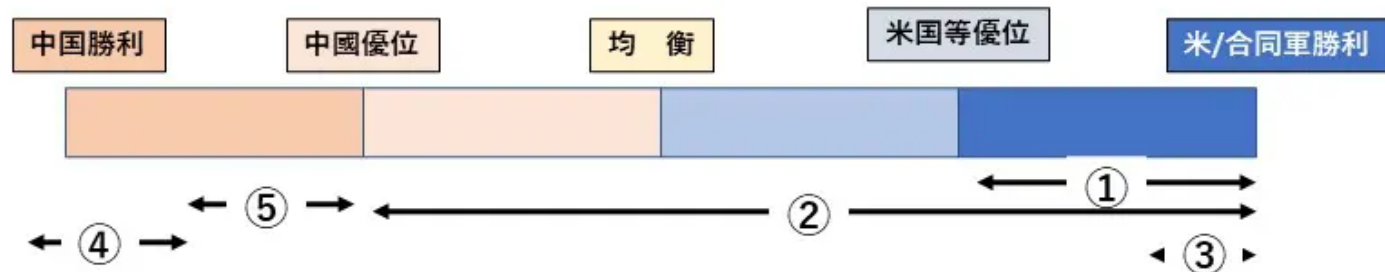 中国勝利
中國優位
均　衡
米国等優位
米/合同軍勝利
①
⑤
②
④
③